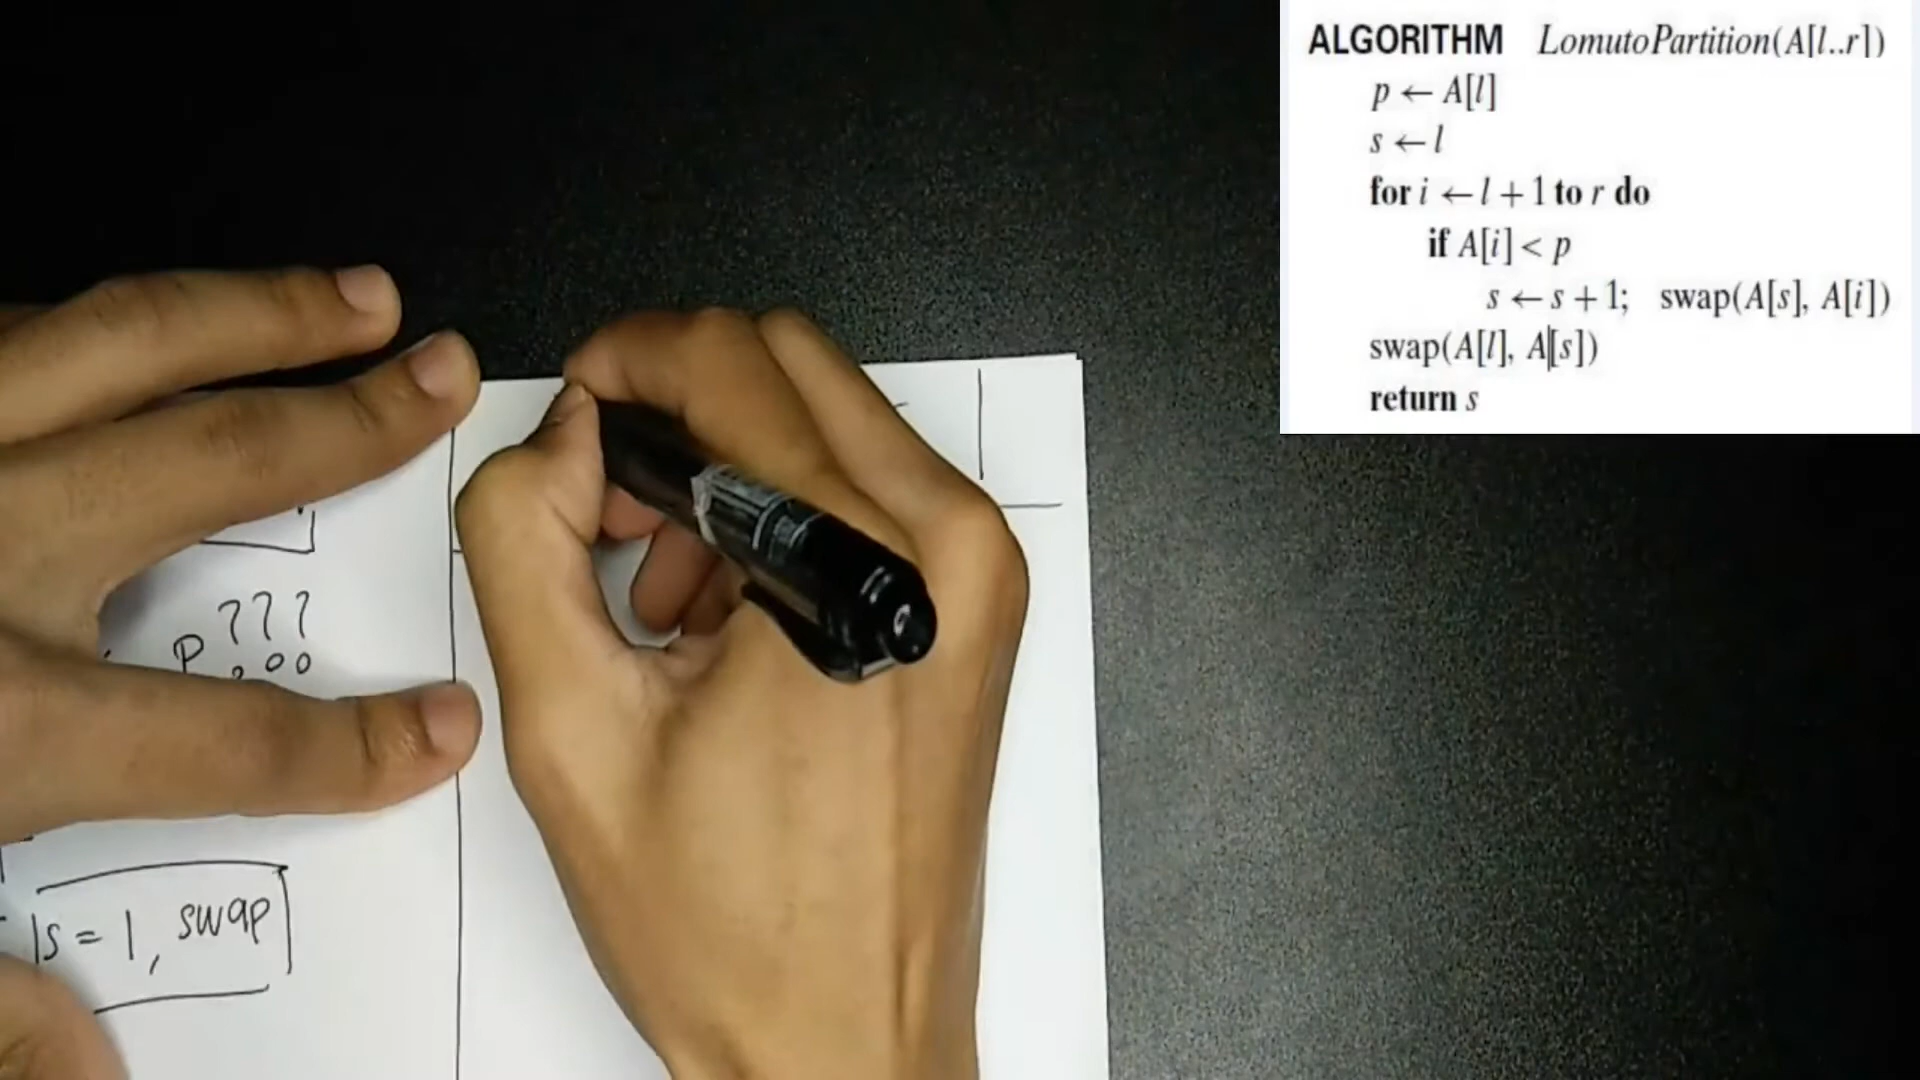 ALGORITHM LomutoPartition(A[l..r])
p ← A[l]
s ← l
for i ← l + 1 to r do
if A[i] < p
s ← s + 1; swap(A[s], A[i])
swap(A[l], A[s])
return s
p ???
s = 1, swap